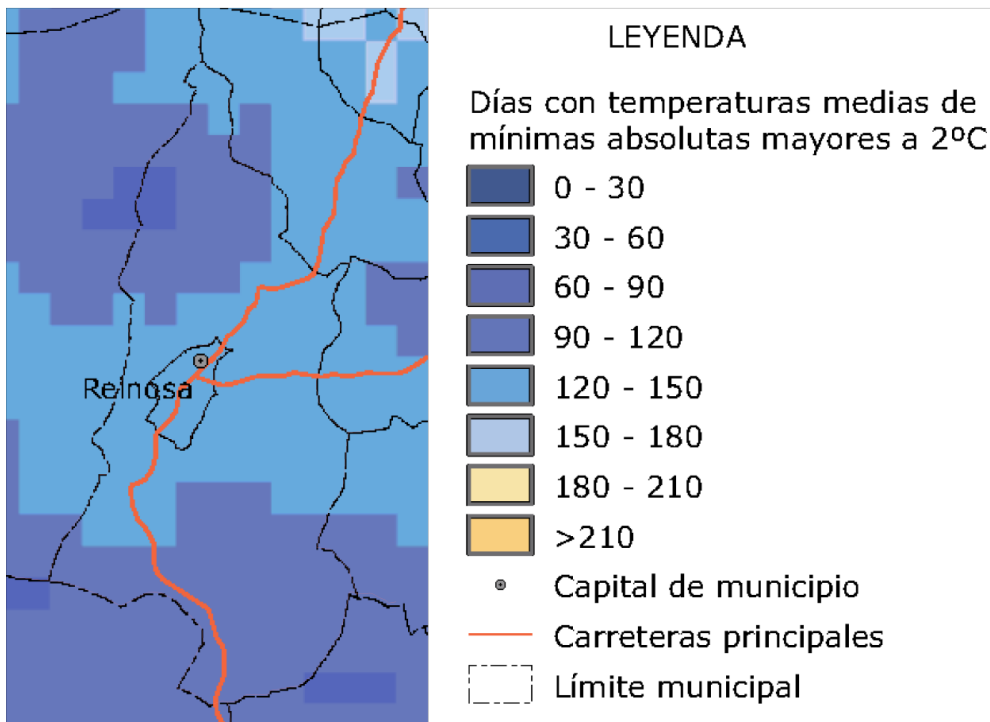 LEYENDA
Días con temperaturas medias de
mínimas absolutas mayores a 2ºC
0 - 30
30 - 60
60 - 90
90 - 120
120 - 150
150 - 180
180 - 210
>210
Capital de municipio
Carreteras principales
Límite municipal
Reinosa